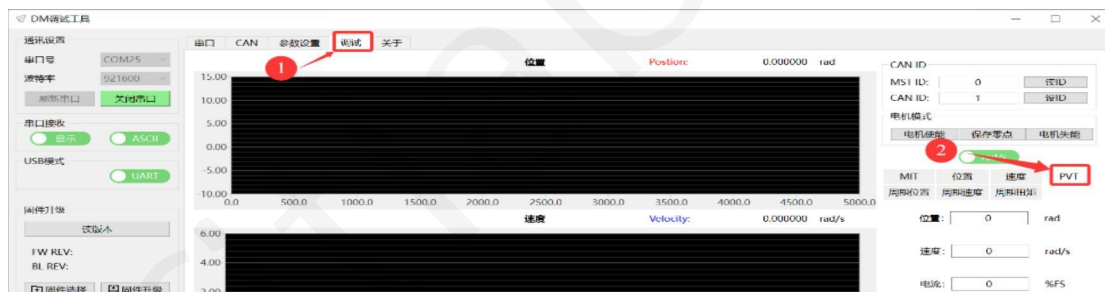 DM调试工具
通讯设置
串口号 COM25
波特率 921600
刷新串口 关闭串口
串口接收
显示 ASCII
USB模式
UART
固件升级
读版本
FW REV:
BL REV:
固件选择 固件升级
串口 CAN 参数设置 调试 关于
1
位置 Postion: 0.000000 rad
15.00
10.00
5.00
0.00
-5.00
-10.00
0.0 500.0 1000.0 1500.0 2000.0 2500.0 3000.0 3500.0 4000.0 4500.0 5000.0
速度 Velocity: 0.000000 rad/s
6.00
4.00
2.00
CAN ID
MST ID: 0 读ID
CAN ID: 1 设ID
电机模式
电机使能 保存零点 电机失能
2
MIT 位置 速度 PVT
周期位置 周期速度 周期扭矩
位置: 0 rad
速度: 0 rad/s
电流: 0 %FS